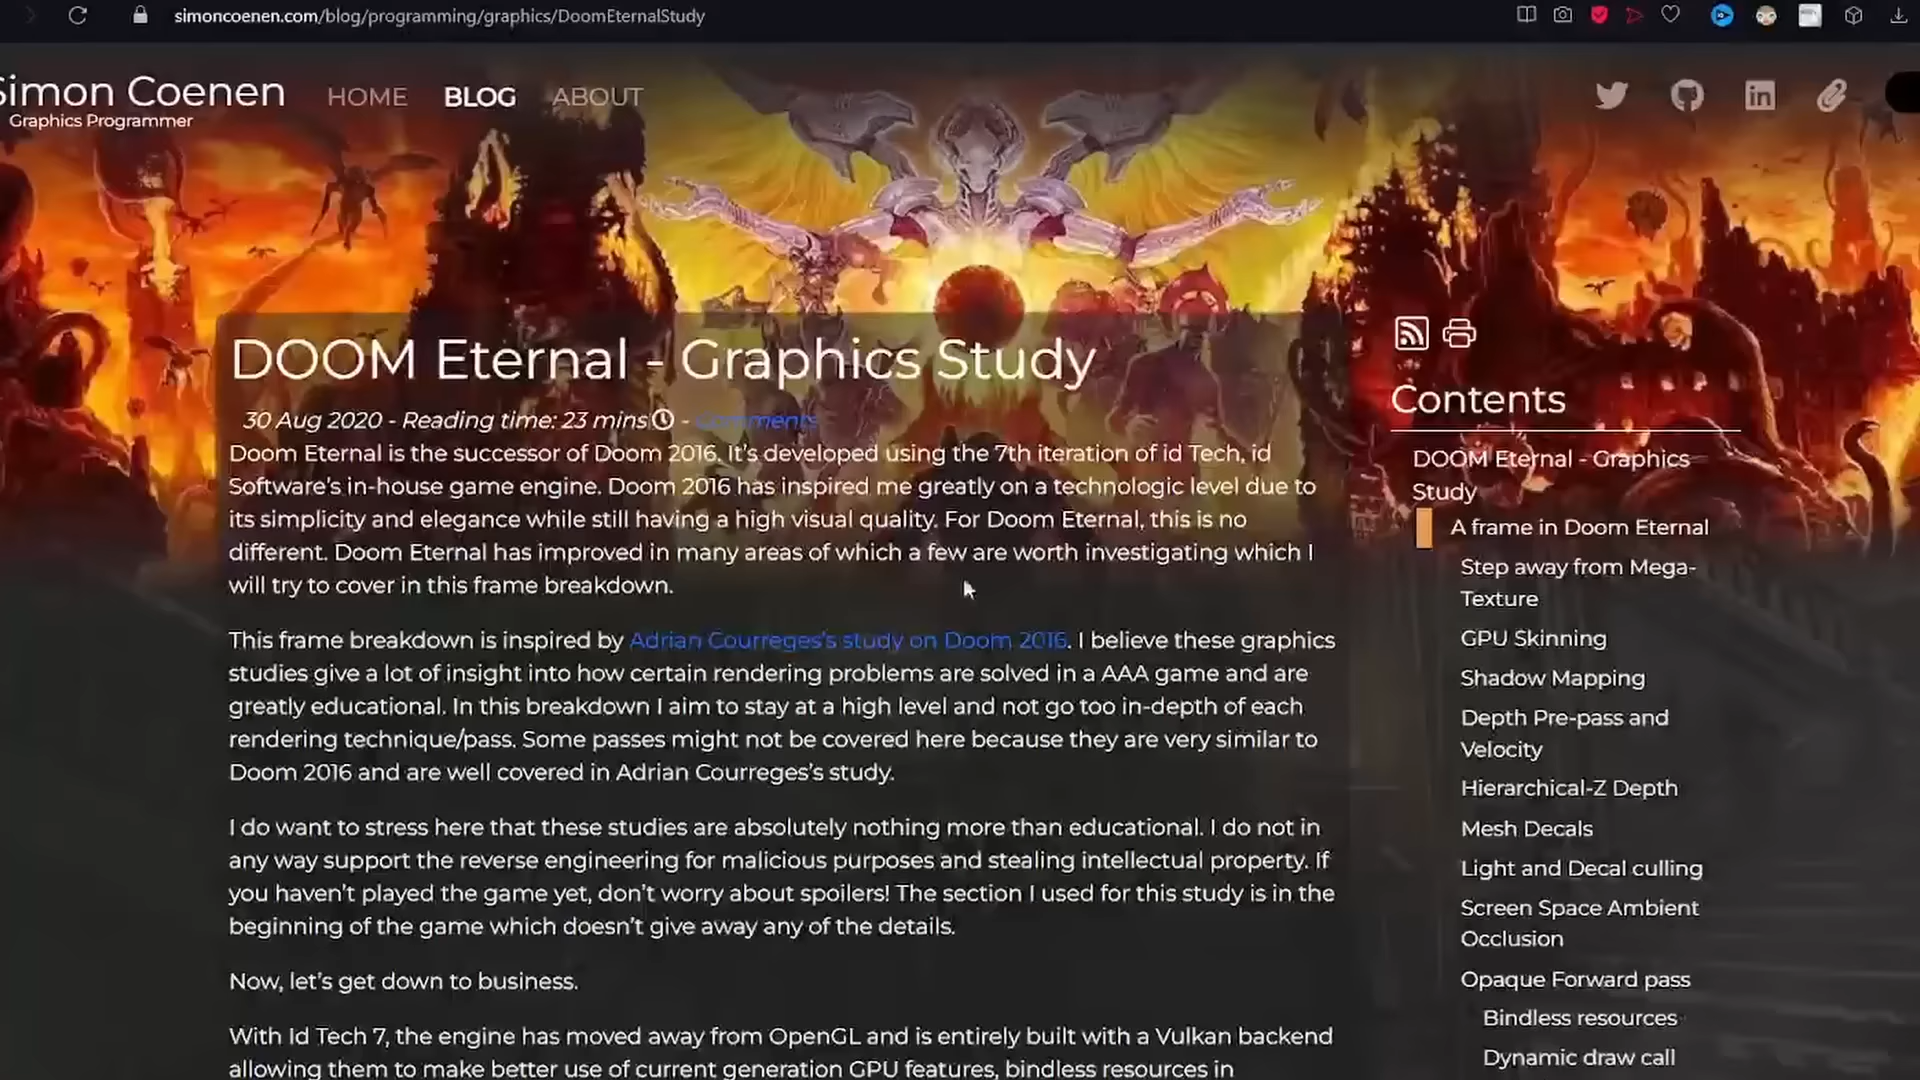 simoncoenen.com/blog/programming/graphics/DoomEternalStudy
Simon Coenen
Graphics Programmer
HOME
BLOG
ABOUT
DOOM Eternal - Graphics Study
30 Aug 2020 - Reading time: 23 mins - Comments
Doom Eternal is the successor of Doom 2016. It's developed using the 7th iteration of id Tech, id
Software's in-house game engine. Doom 2016 has inspired me greatly on a technologic level due to
its simplicity and elegance while still having a high visual quality. For Doom Eternal, this is no
different. Doom Eternal has improved in many areas of which a few are worth investigating which I
will try to cover in this frame breakdown.
This frame breakdown is inspired by Adrian Courreges's study on Doom 2016. I believe these graphics
studies give a lot of insight into how certain rendering problems are solved in a AAA game and are
greatly educational. In this breakdown I aim to stay at a high level and not go too in-depth of each
rendering technique/pass. Some passes might not be covered here because they are very similar to
Doom 2016 and are well covered in Adrian Courreges's study.
I do want to stress here that these studies are absolutely nothing more than educational. I do not in
any way support the reverse engineering for malicious purposes and stealing intellectual property. If
you haven't played the game yet, don't worry about spoilers! The section I used for this study is in the
beginning of the game which doesn't give away any of the details.
Now, let's get down to business.
With Id Tech 7, the engine has moved away from OpenGL and is entirely built with a Vulkan backend
allowing them to make better use of current generation GPU features, bindless resources in
Contents
DOOM Eternal - Graphics
Study
A frame in Doom Eternal
Step away from Mega-
Texture
GPU Skinning
Shadow Mapping
Depth Pre-pass and
Velocity
Hierarchical-Z Depth
Mesh Decals
Light and Decal culling
Screen Space Ambient
Occlusion
Opaque Forward pass
Bindless resources
Dynamic draw call